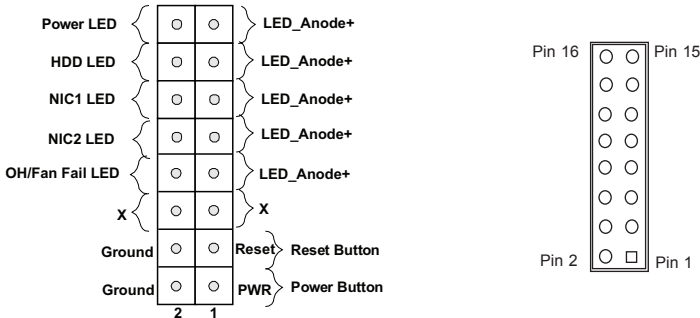 Power LED LED_Anode+
HDD LED LED_Anode+
NIC1 LED LED_Anode+
NIC2 LED LED_Anode+
OH/Fan Fail LED LED_Anode+
X X
Ground Reset Reset Button
Ground PWR Power Button
2 1
Pin 16 Pin 15
Pin 2 Pin 1